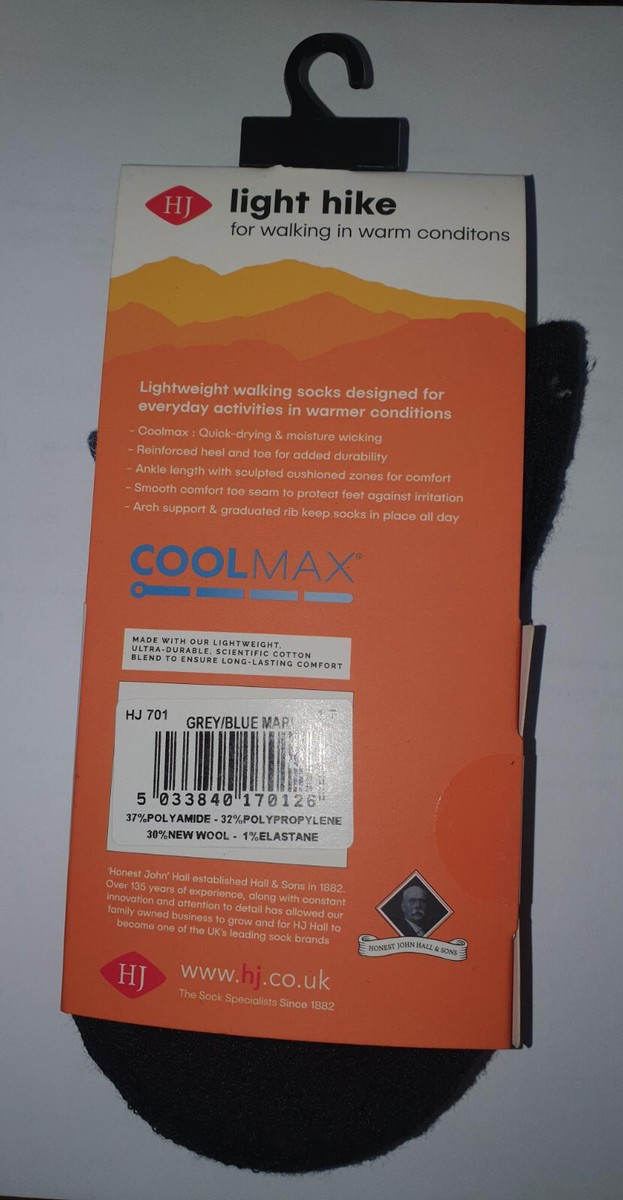 HJ
light hike
for walking in warm conditons
Lightweight walking socks designed for
everyday activities in warmer conditions
- Coolmax : Quick-drying & moisture wicking
- Reinforced heel and toe for added durability
- Ankle length with sculpted cushioned zones for comfort
- Smooth comfort toe seam to protect feet against irritation
- Arch support & graduated rib keep socks in place all day
COOLMAX®
MADE WITH OUR LIGHTWEIGHT,
ULTRA-DURABLE, SCIENTIFIC COTTON
BLEND TO ENSURE LONG-LASTING COMFORT
HJ 701
GREY/BLUE
5 033840 170126
37%POLYAMIDE - 32%POLYPROPYLENE
30%NEW WOOL - 1%ELASTANE
'Honest John' Hall established Hall & Sons in 1882.
Over 135 years of experience, along with constant
innovation and attention to detail has allowed our
family owned business to grow and for HJ Hall to
become one of the UK's leading sock brands
HONEST JOHN HALL & SONS
HJ
www.hj.co.uk
The Sock Specialists Since 1882